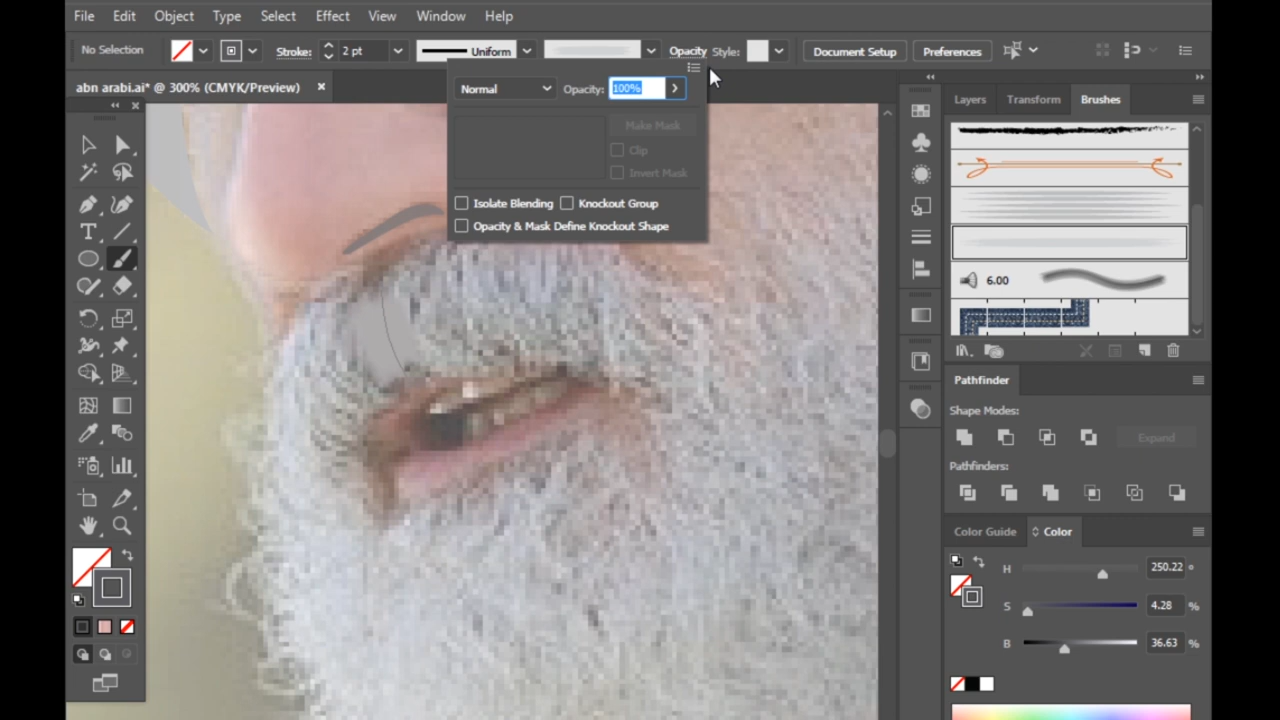 File Edit Object Type Select Effect View Window Help
No Selection Stroke: 2 pt Uniform Opacity Style: Document Setup Preferences
abn arabi.ai* @ 300% (CMYK/Preview)
Normal Opacity: 100%
Make Mask
Clip
Invert Mask
Isolate Blending Knockout Group
Opacity & Mask Define Knockout Shape
Layers Transform Brushes
6.00
Pathfinder
Shape Modes:
Expand
Pathfinders:
Color Guide Color
H 250.22 °
S 4.28 %
B 36.63 %